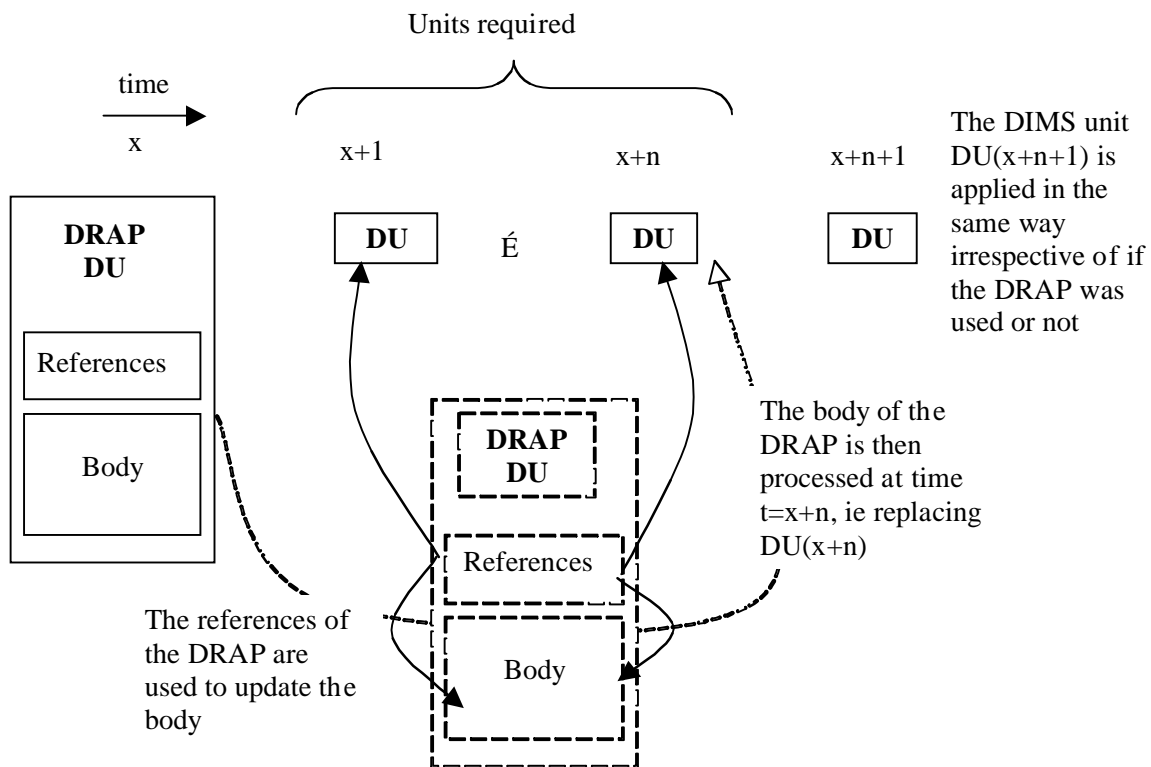 Units required
time
x
x+1
x+n
x+n+1
The DIMS unit
DU(x+n+1) is
applied in the
same way
irrespective of if
the DRAP was
used or not
DRAP
DU
References
Body
DU
É
DU
DU
DRAP
DU
References
Body
The body of the
DRAP is then
processed at time
t=x+n, ie replacing
DU(x+n)
The references of
the DRAP are
used to update the
body